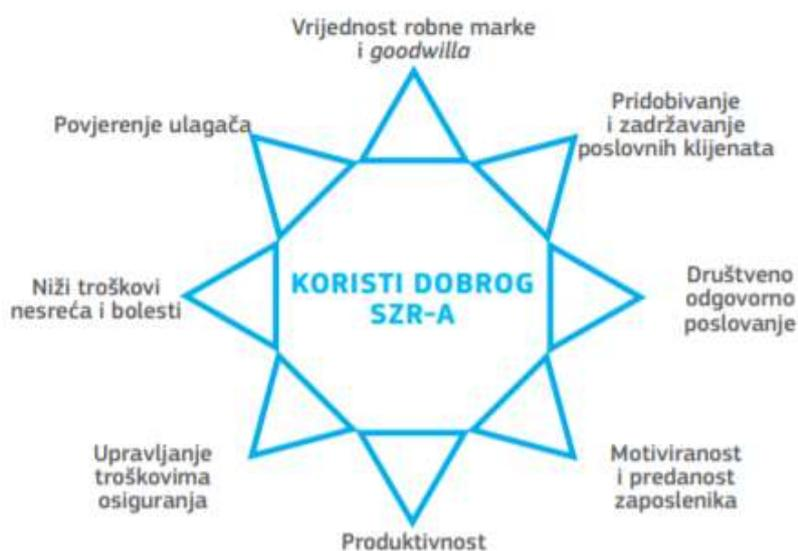 Vrijednost robne marke
i goodwilla
Pridobivanje
i zadržavanje
poslovnih klijenata
Društveno
odgovorno
poslovanje
Motiviranost
i predanost
zaposlenika
Produktivnost
Upravljanje
troškovima
osiguranja
Niži troškovi
nesreća i bolesti
Povjerenje ulagača
KORISTI DOBROG
SZR-A